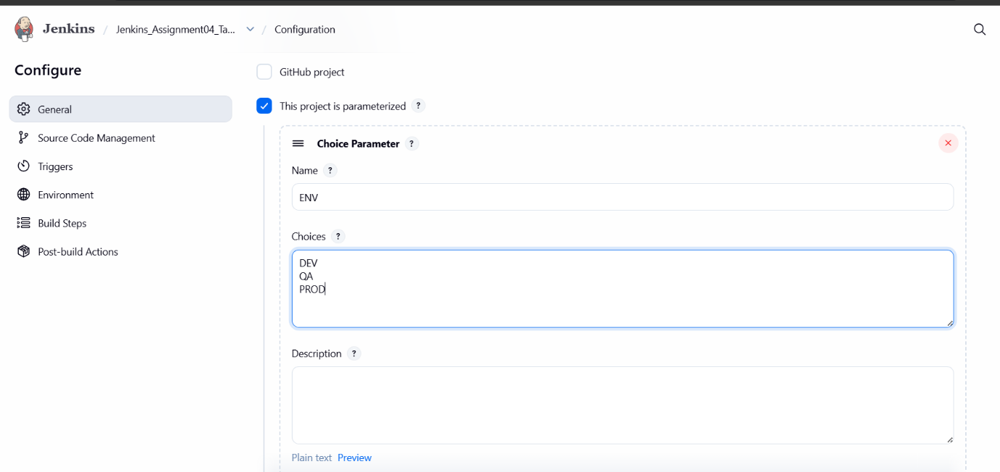 Jenkins / Jenkins_Assignment04_Ta... / Configuration
Configure
General
Source Code Management
Triggers
Environment
Build Steps
Post-build Actions
GitHub project
This project is parameterized ?
Choice Parameter ?
Name ?
ENV
Choices ?
DEV
QA
PROD
Description ?
Plain text Preview